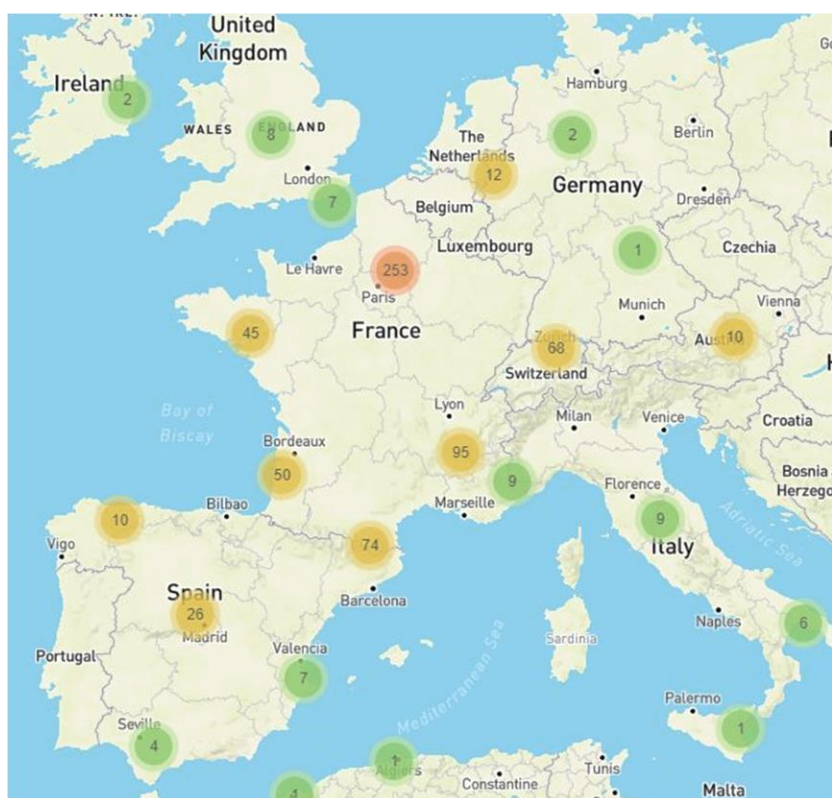 United
Kingdom
Ireland
2
WALES
ENGLAND
8
London
7
The
Netherlands
12
Hamburg
2
Berlin
Germany
Dresden
Belgium
Luxembourg
1
Czechia
Le Havre
253
Paris
Munich
Vienna
45
France
68
Switzerland
10
Bay of
Biscay
Lyon
Milan
Venice
Croatia
Bordeaux
95
50
9
Marseille
Florence
Bosnia
Herzego
Adriatic Sea
10
Bilbao
Vigo
74
9
Italy
Spain
26
Madrid
Barcelona
Sardinia
Naples
6
Portugal
Valencia
7
Mediterranean Sea
Seville
4
Palermo
1
1
Algiers
Constantine
Tunis
Malta